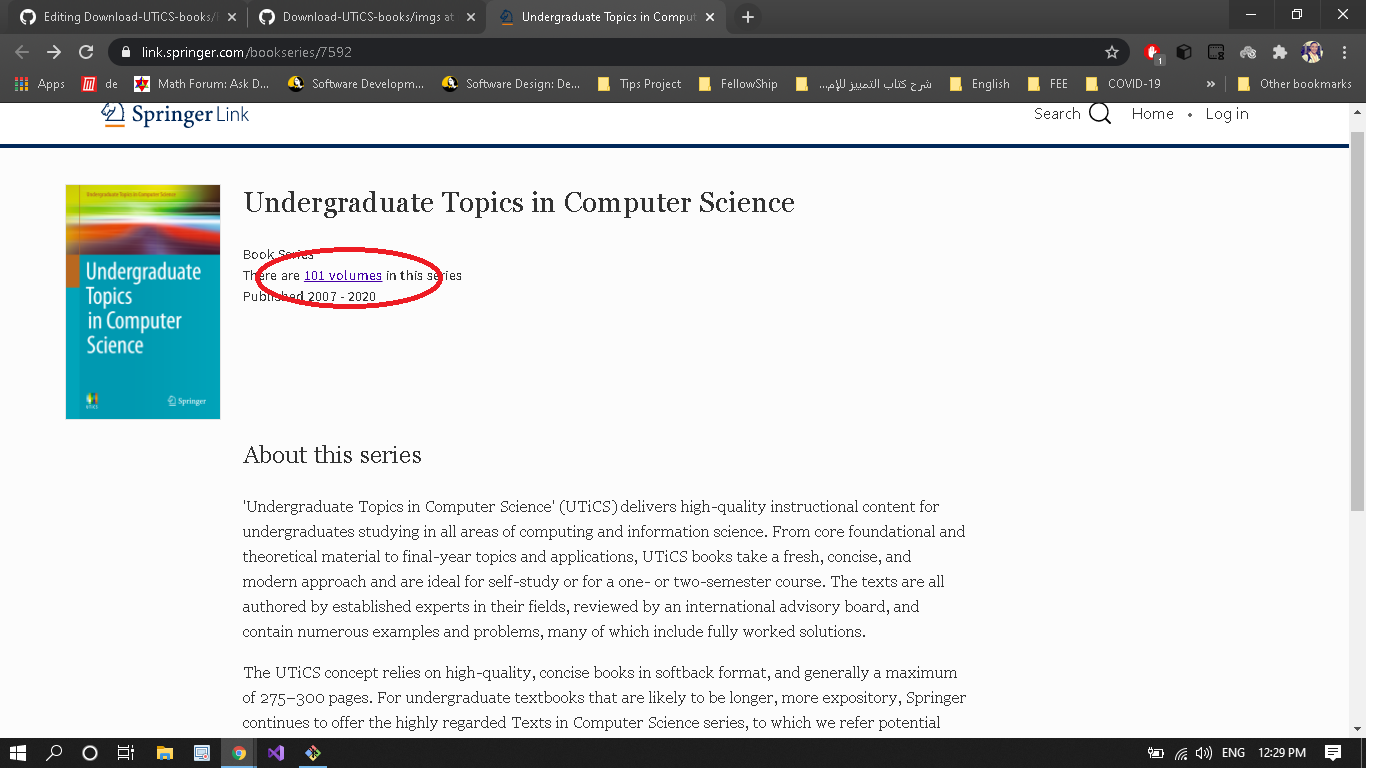 Editing Download-UTiCS-books/
Download-UTiCS-books/imgs at
Undergraduate Topics in Comput
link.springer.com/bookseries/7592
1
Apps
de
Math Forum: Ask D...
Software Developm...
Software Design: De...
Tips Project
FellowShip
شرح كتاب التمييز للإم...
English
FEE
COVID-19
»
Other bookmarks
Springer Link
Search
Home
Log in
Undergraduate Topics in Computer Science
Undergraduate
Topics
in Computer
Science
UTiCS
Springer
Undergraduate Topics in Computer Science
Book Series
There are 101 volumes in this series
Published 2007 - 2020
About this series
'Undergraduate Topics in Computer Science' (UTiCS) delivers high-quality instructional content for
undergraduates studying in all areas of computing and information science. From core foundational and
theoretical material to final-year topics and applications, UTiCS books take a fresh, concise, and
modern approach and are ideal for self-study or for a one- or two-semester course. The texts are all
authored by established experts in their fields, reviewed by an international advisory board, and
contain numerous examples and problems, many of which include fully worked solutions.
The UTiCS concept relies on high-quality, concise books in softback format, and generally a maximum
of 275–300 pages. For undergraduate textbooks that are likely to be longer, more expository, Springer
continues to offer the highly regarded Texts in Computer Science series, to which we refer potential
ENG
12:29 PM